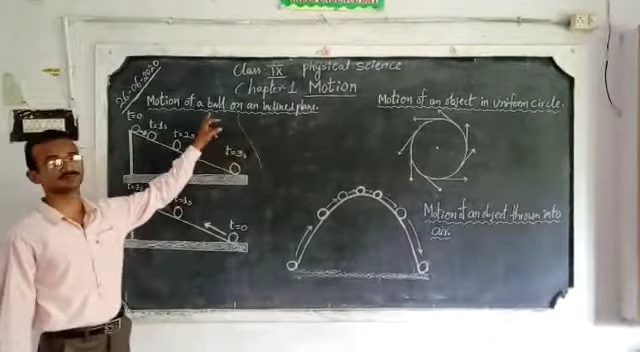 26-06-2020
Class IX physical science
Chapter-1 Motion
Motion of a ball on an inclined plane.
t=0
t=1s
t=2s
t=3s
t=3s
t=1s
t=0
Motion of an object in uniform circle.
Motion of an object thrown into
air.